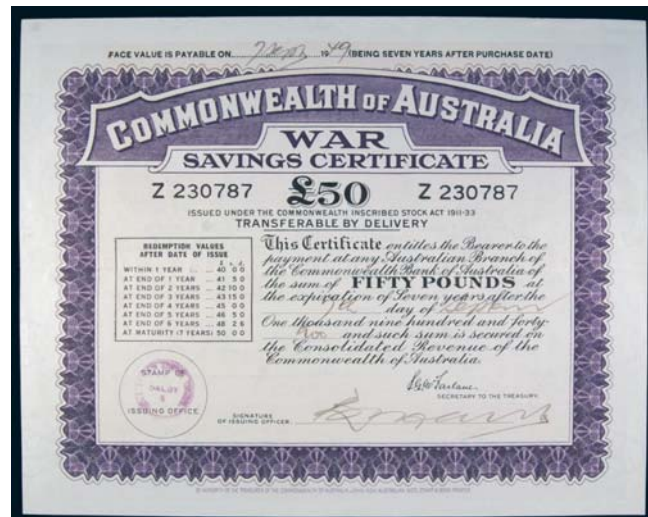 FACE VALUE IS PAYABLE ON 7 Sep 1949 (BEING SEVEN YEARS AFTER PURCHASE DATE)
COMMONWEALTH OF AUSTRALIA
WAR
SAVINGS CERTIFICATE
Z 230787 £50 Z 230787
ISSUED UNDER THE COMMONWEALTH INSCRIBED STOCK ACT 1911-33
TRANSFERABLE BY DELIVERY
REDEMPTION VALUES
AFTER DATE OF ISSUE
£ s. d.
WITHIN 1 YEAR ... 40 0 0
AT END OF 1 YEAR ... 41 5 0
AT END OF 2 YEARS ... 42 10 0
AT END OF 3 YEARS ... 43 15 0
AT END OF 4 YEARS ... 45 0 0
AT END OF 5 YEARS ... 46 5 0
AT END OF 6 YEARS ... 48 2 6
AT MATURITY (7 YEARS) 50 0 0
This Certificate entitles the Bearer to the
payment at any Australian Branch of
the Commonwealth Bank of Australia of
the sum of FIFTY POUNDS at
the expiration of Seven years after the
day of
One thousand nine hundred and forty-
two and such sum is secured on
the Consolidated Revenue of the
Commonwealth of Australia.
STAMP OF
ISSUING OFFICE
SECRETARY TO THE TREASURY.
SIGNATURE
OF ISSUING OFFICER